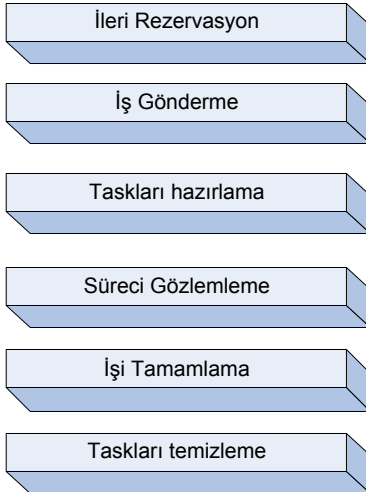 İleri Rezervasyon
İş Gönderme
Taskları hazırlama
Süreci Gözlemleme
İşi Tamamlama
Taskları temizleme